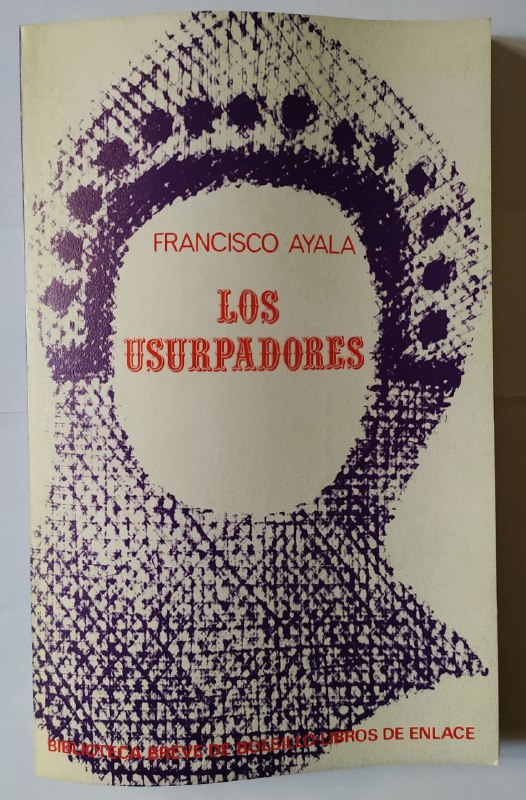 FRANCISCO AYALA
LOS
USURPADORES
BIBLIOTECA BREVE DE BOLSILLO-LIBROS DE ENLACE